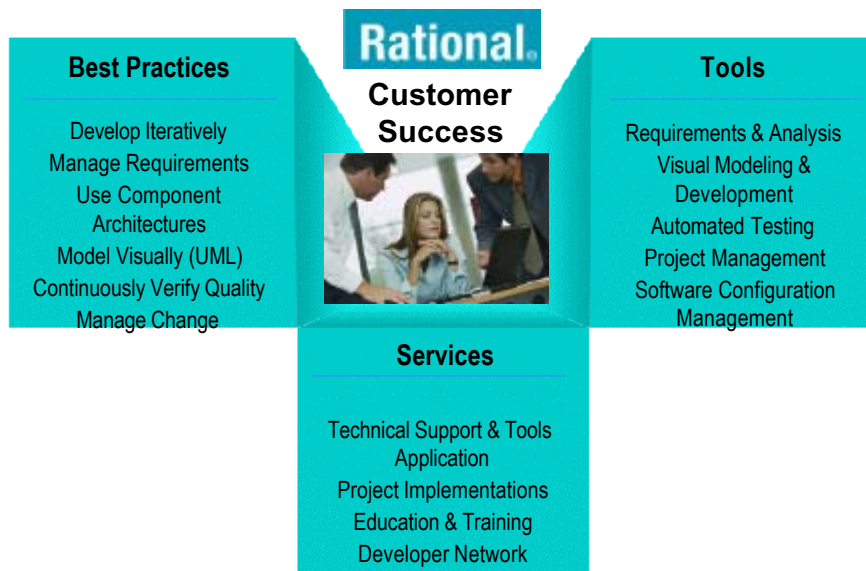 Rational®
Customer
Success
Best Practices
Develop Iteratively
Manage Requirements
Use Component
Architectures
Model Visually (UML)
Continuously Verify Quality
Manage Change
Tools
Requirements & Analysis
Visual Modeling &
Development
Automated Testing
Project Management
Software Configuration
Management
Services
Technical Support & Tools
Application
Project Implementations
Education & Training
Developer Network